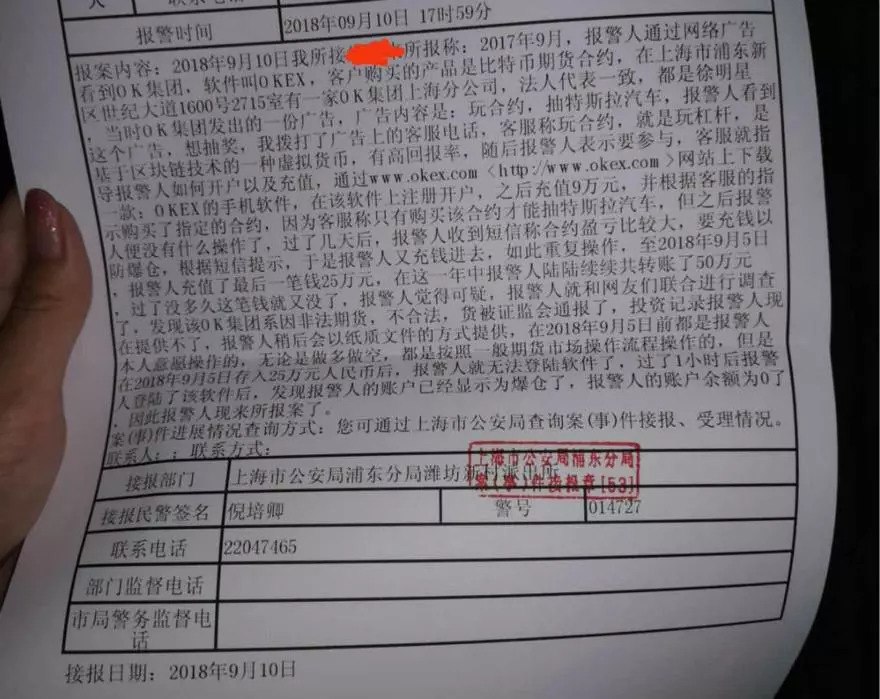 人
联系电话
报警时间
2018年09月10日 17时59分
报案内容：2018年9月10日我所接 所报称：2017年9月，报警人通过网络广告
看到OK集团，软件叫OKEX，客户购买的产品是比特币期货合约，在上海市浦东新
区世纪大道1600号2715室有一家OK集团上海分公司，法人代表一致，都是徐明星
，当时OK集团发出的一份广告，广告内容是：玩合约，抽特斯拉汽车，报警人看到
这个广告，想抽奖，我拨打了广告上的客服电话，客服称玩合约，就是玩杠杆，是
基于区块链技术的一种虚拟货币，有高回报率，随后报警人表示要参与，客服就指
导报警人如何开户以及充值，通过www.okex.com <http://www.okex.com>网站上下载
一款：OKEX的手机软件，在该软件上注册开户，之后充值9万元，并根据客服的指
示购买了指定的合约，因为客服称只有购买该合约才能抽特斯拉汽车，但之后报警
人便没有什么操作了，过了几天后，报警人收到短信称合约盈亏比较大，要充钱以
防爆仓，根据短信提示，于是报警人又充钱进去，如此重复操作，至2018年9月5日
，报警人充值了最后一笔钱25万元，在这一年中报警人陆陆续续共转账了50万元
，过了没多久这笔钱就又没了，报警人觉得可疑，报警人就和网友们联合进行调查
了，发现该OK集团系因非法期货，不合法，货被证监会通报了，投资记录报警人现
在提供不了，报警人稍后会以纸质文件的方式提供，在2018年9月5日前都是报警人
本人意愿操作的，无论是做多做空，都是按照一般期货市场操作流程操作的，但是
在2018年9月5日存入25万元人民币后，报警人就无法登陆软件了，过了1小时后报警
人登陆了该软件后，发现报警人的账户已经显示为爆仓了，报警人的账户余额为0了
，因此报警人现来所报案了。
案(事)件进展情况查询方式：您可通过上海市公安局查询案(事)件接报、受理情况。
联系人：；联系方式：
上海市公安局浦东分局
案(事)件接报章[53]
接报部门
上海市公安局浦东分局潍坊新村派出所
接报民警签名
倪培卿
警号
014727
联系电话
22047465
部门监督电话
市局警务监督电
话
接报日期：2018年9月10日